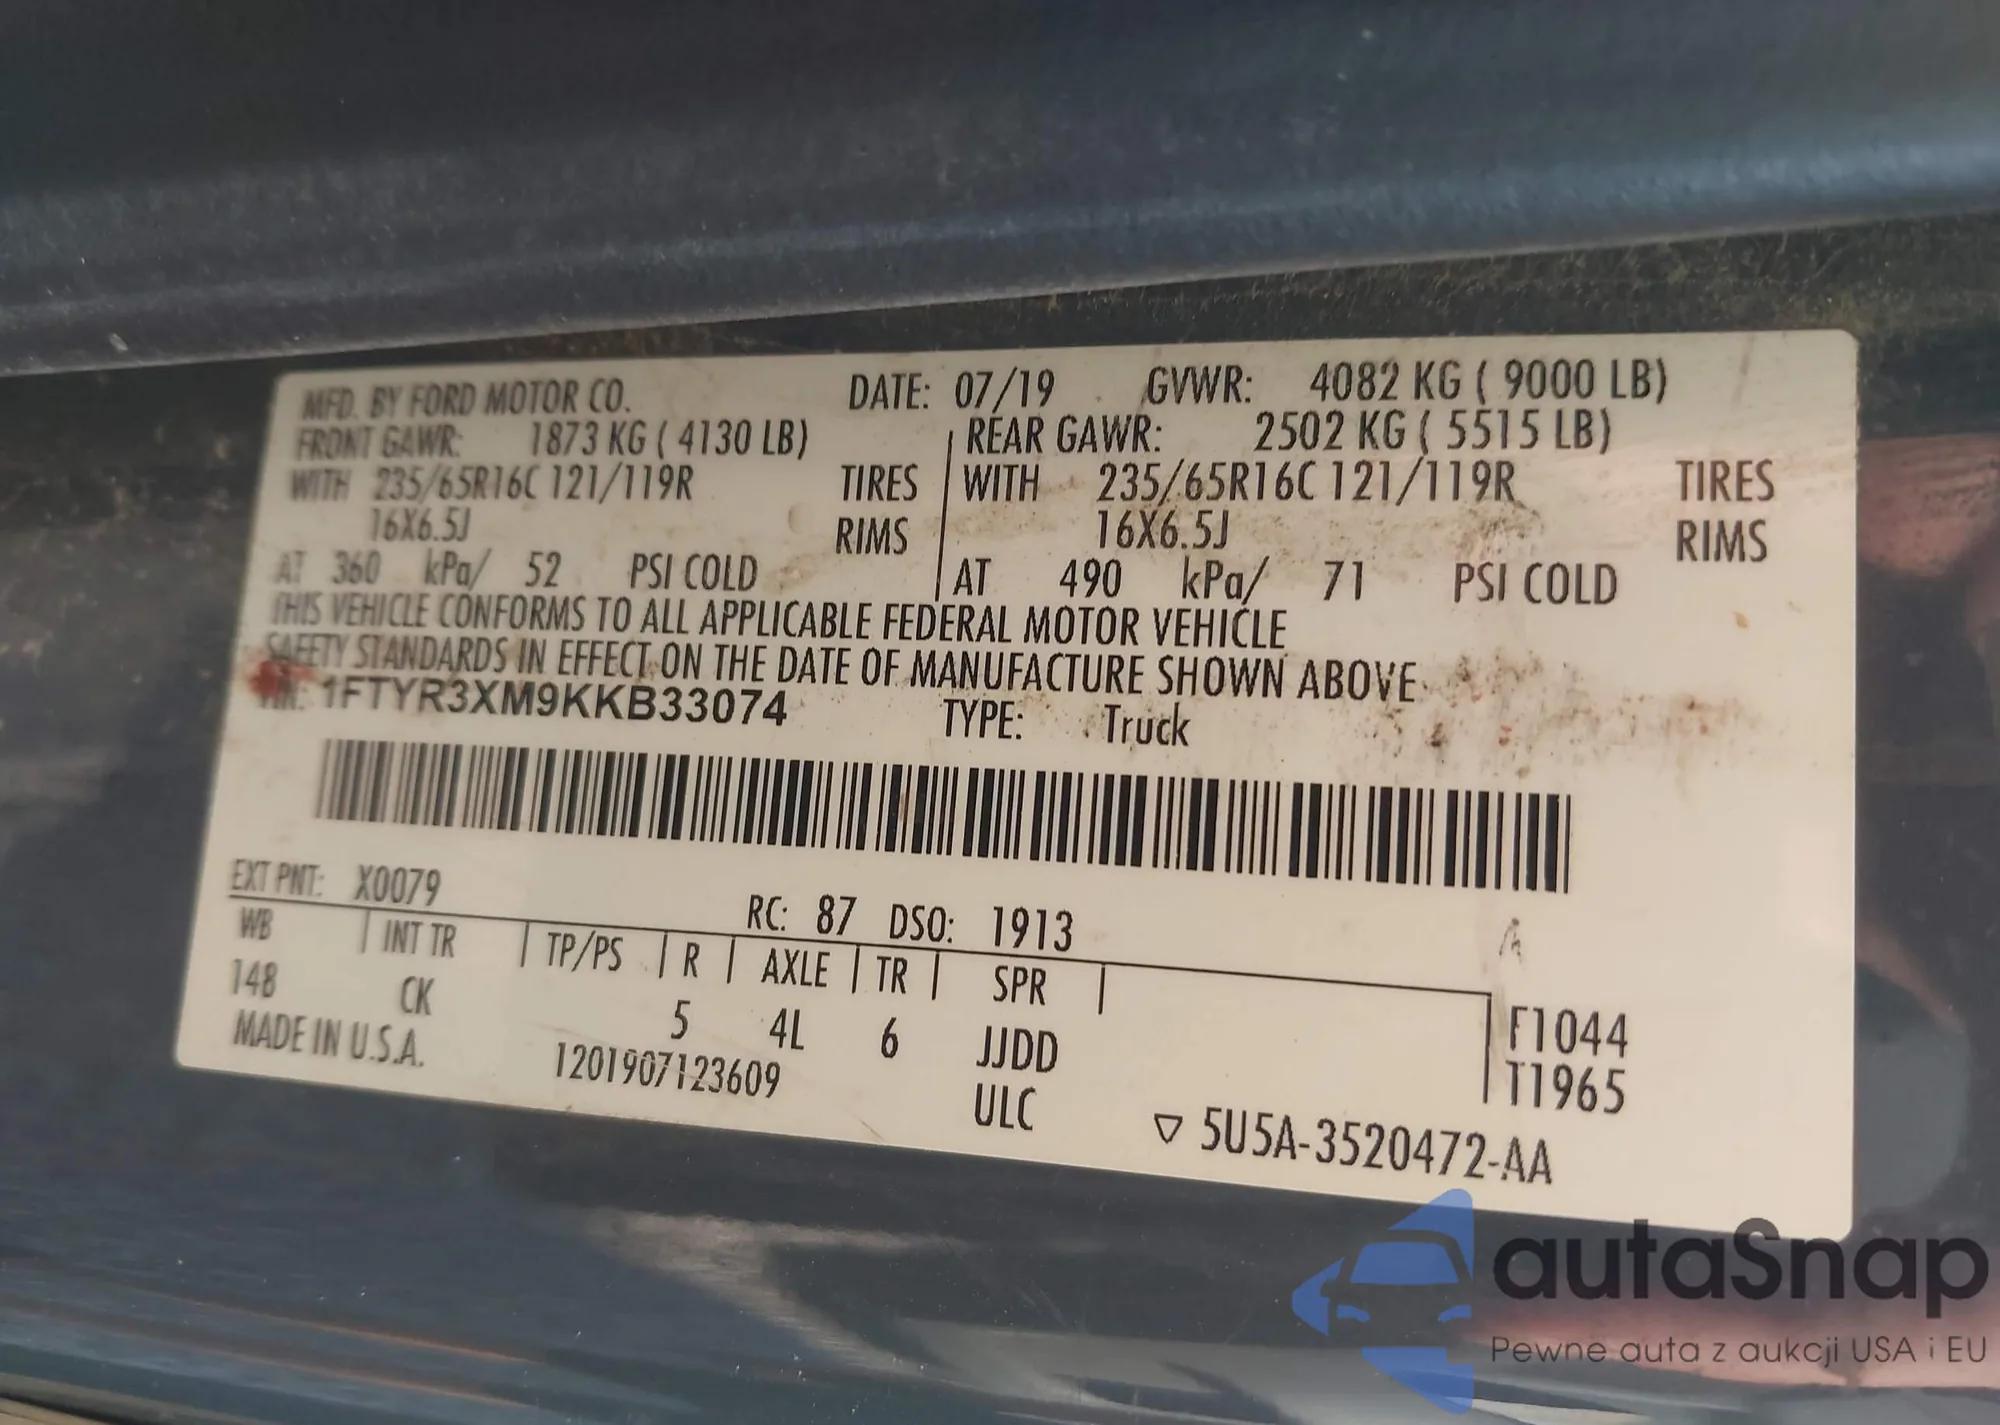 MFD. BY FORD MOTOR CO. DATE: 07/19 GVWR: 4082 KG ( 9000 LB)
FRONT GAWR: 1873 KG ( 4130 LB) REAR GAWR: 2502 KG ( 5515 LB)
WITH 235/65R16C 121/119R TIRES WITH 235/65R16C 121/119R TIRES
16X6.5J RIMS 16X6.5J RIMS
AT 360 kPa/ 52 PSI COLD AT 490 kPa/ 71 PSI COLD
THIS VEHICLE CONFORMS TO ALL APPLICABLE FEDERAL MOTOR VEHICLE
SAFETY STANDARDS IN EFFECT ON THE DATE OF MANUFACTURE SHOWN ABOVE
VIN: 1FTYR3XM9KKB33074 TYPE: Truck
EXT PNT: X0079 RC: 87 DSO: 1913
WB INT TR TP/PS R AXLE TR SPR
148 CK 5 4L 6 JJDD F1044
MADE IN U.S.A. 1201907123609 ULC T1965
▽ 5U5A-3520472-AA
autaSnap
Pewne auta z aukcji USA i EU